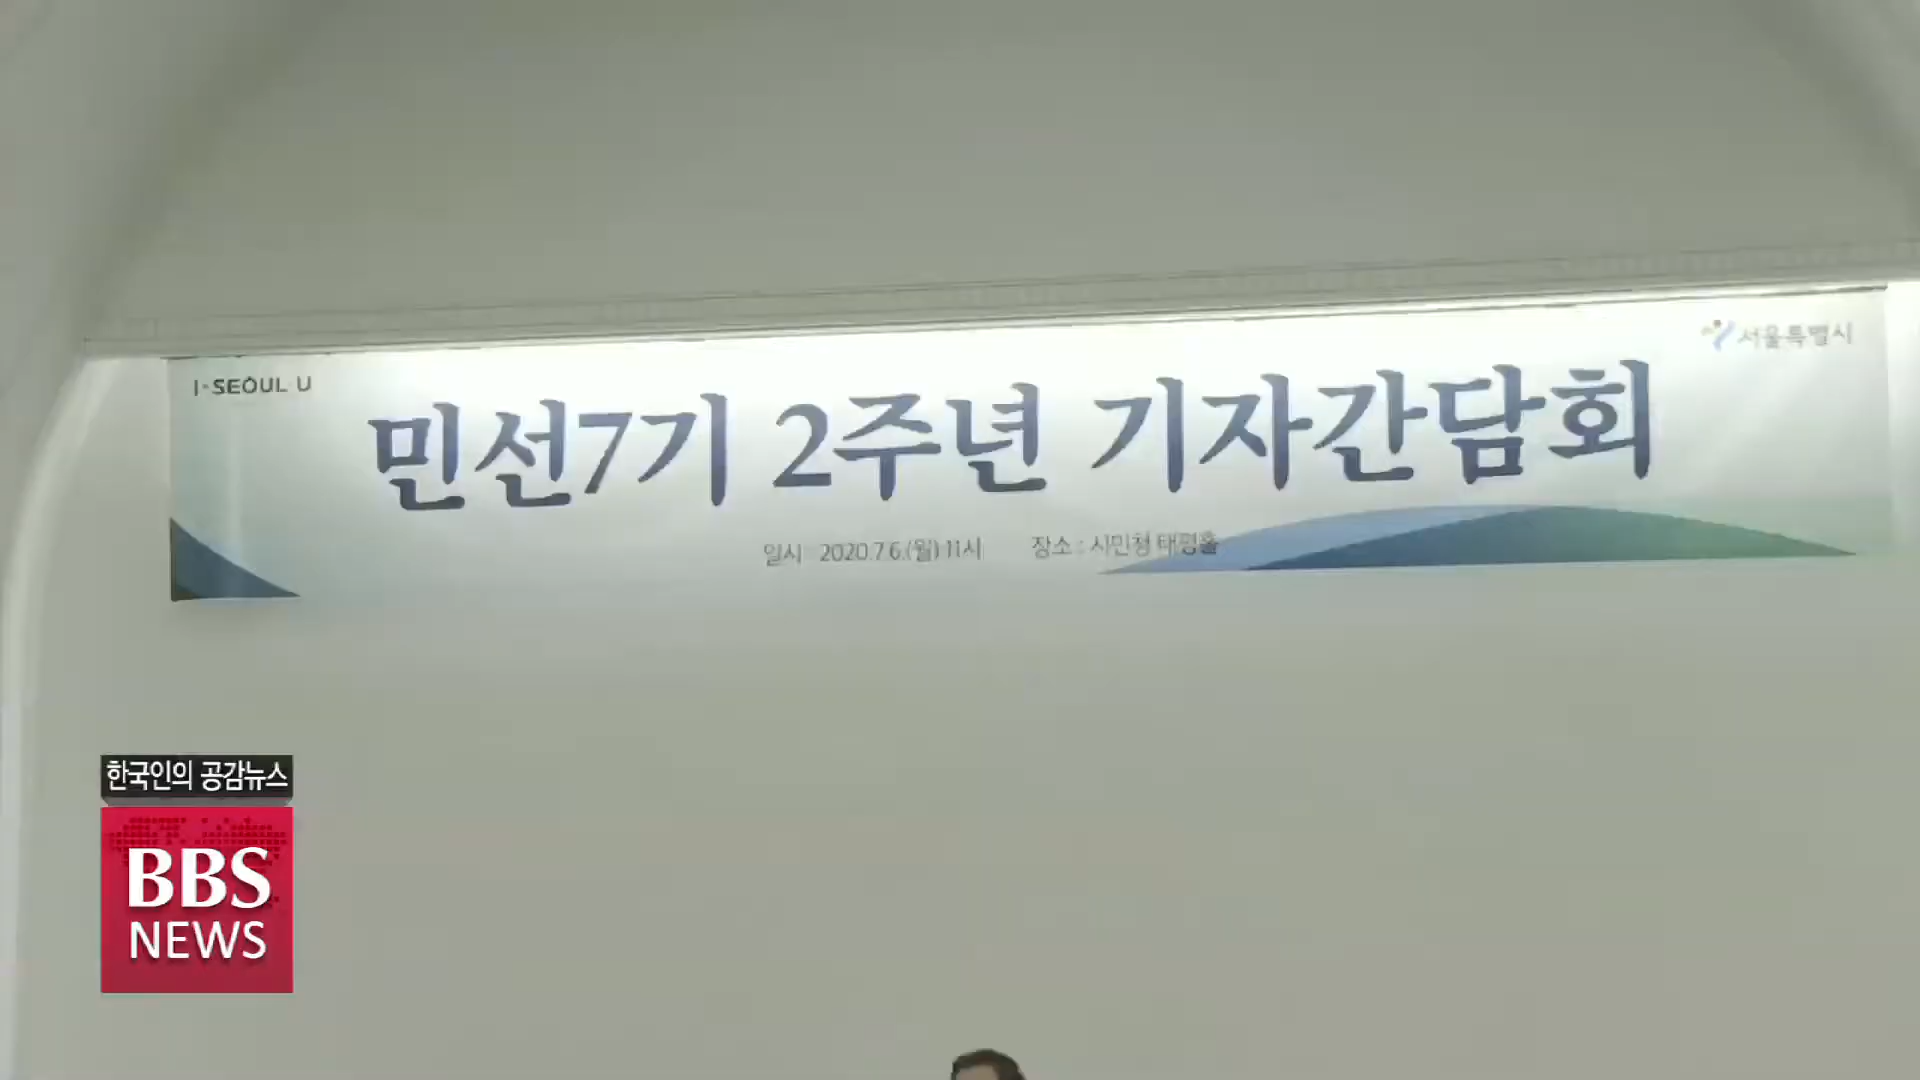 I·SEOUL U
서울특별시
민선7기 2주년 기자간담회
일시 : 2020.7.6.(월) 11시 장소 : 시민청 태평홀
한국인의 공감뉴스
BBS
NEWS